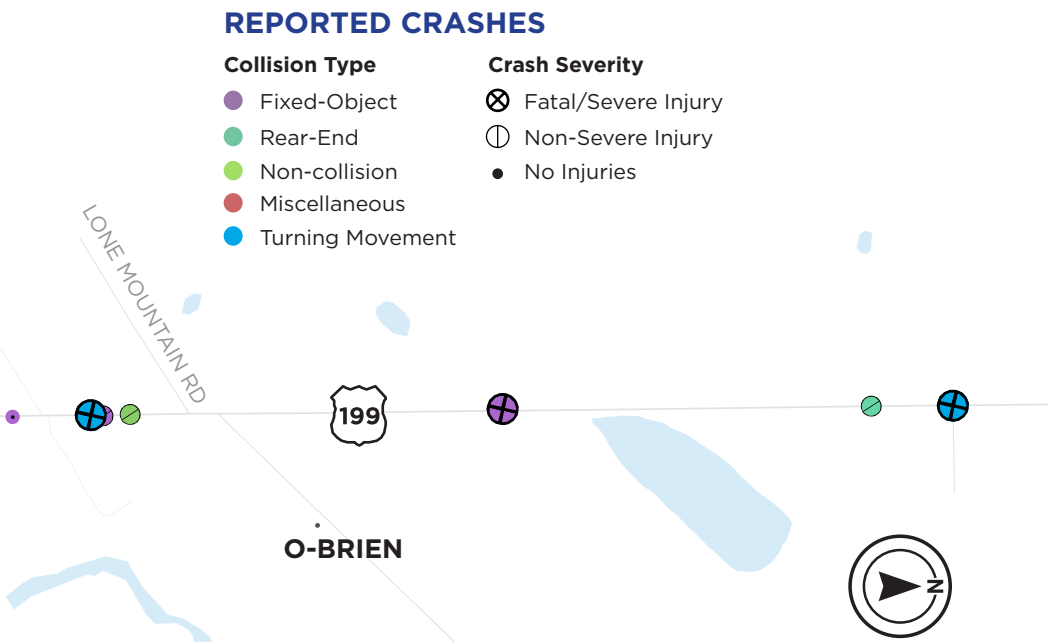 REPORTED CRASHES
Collision Type
Fixed-Object
Rear-End
Non-collision
Miscellaneous
Turning Movement
Crash Severity
Fatal/Severe Injury
Non-Severe Injury
No Injuries
LONE MOUNTAIN RD
199
O-BRIEN
N